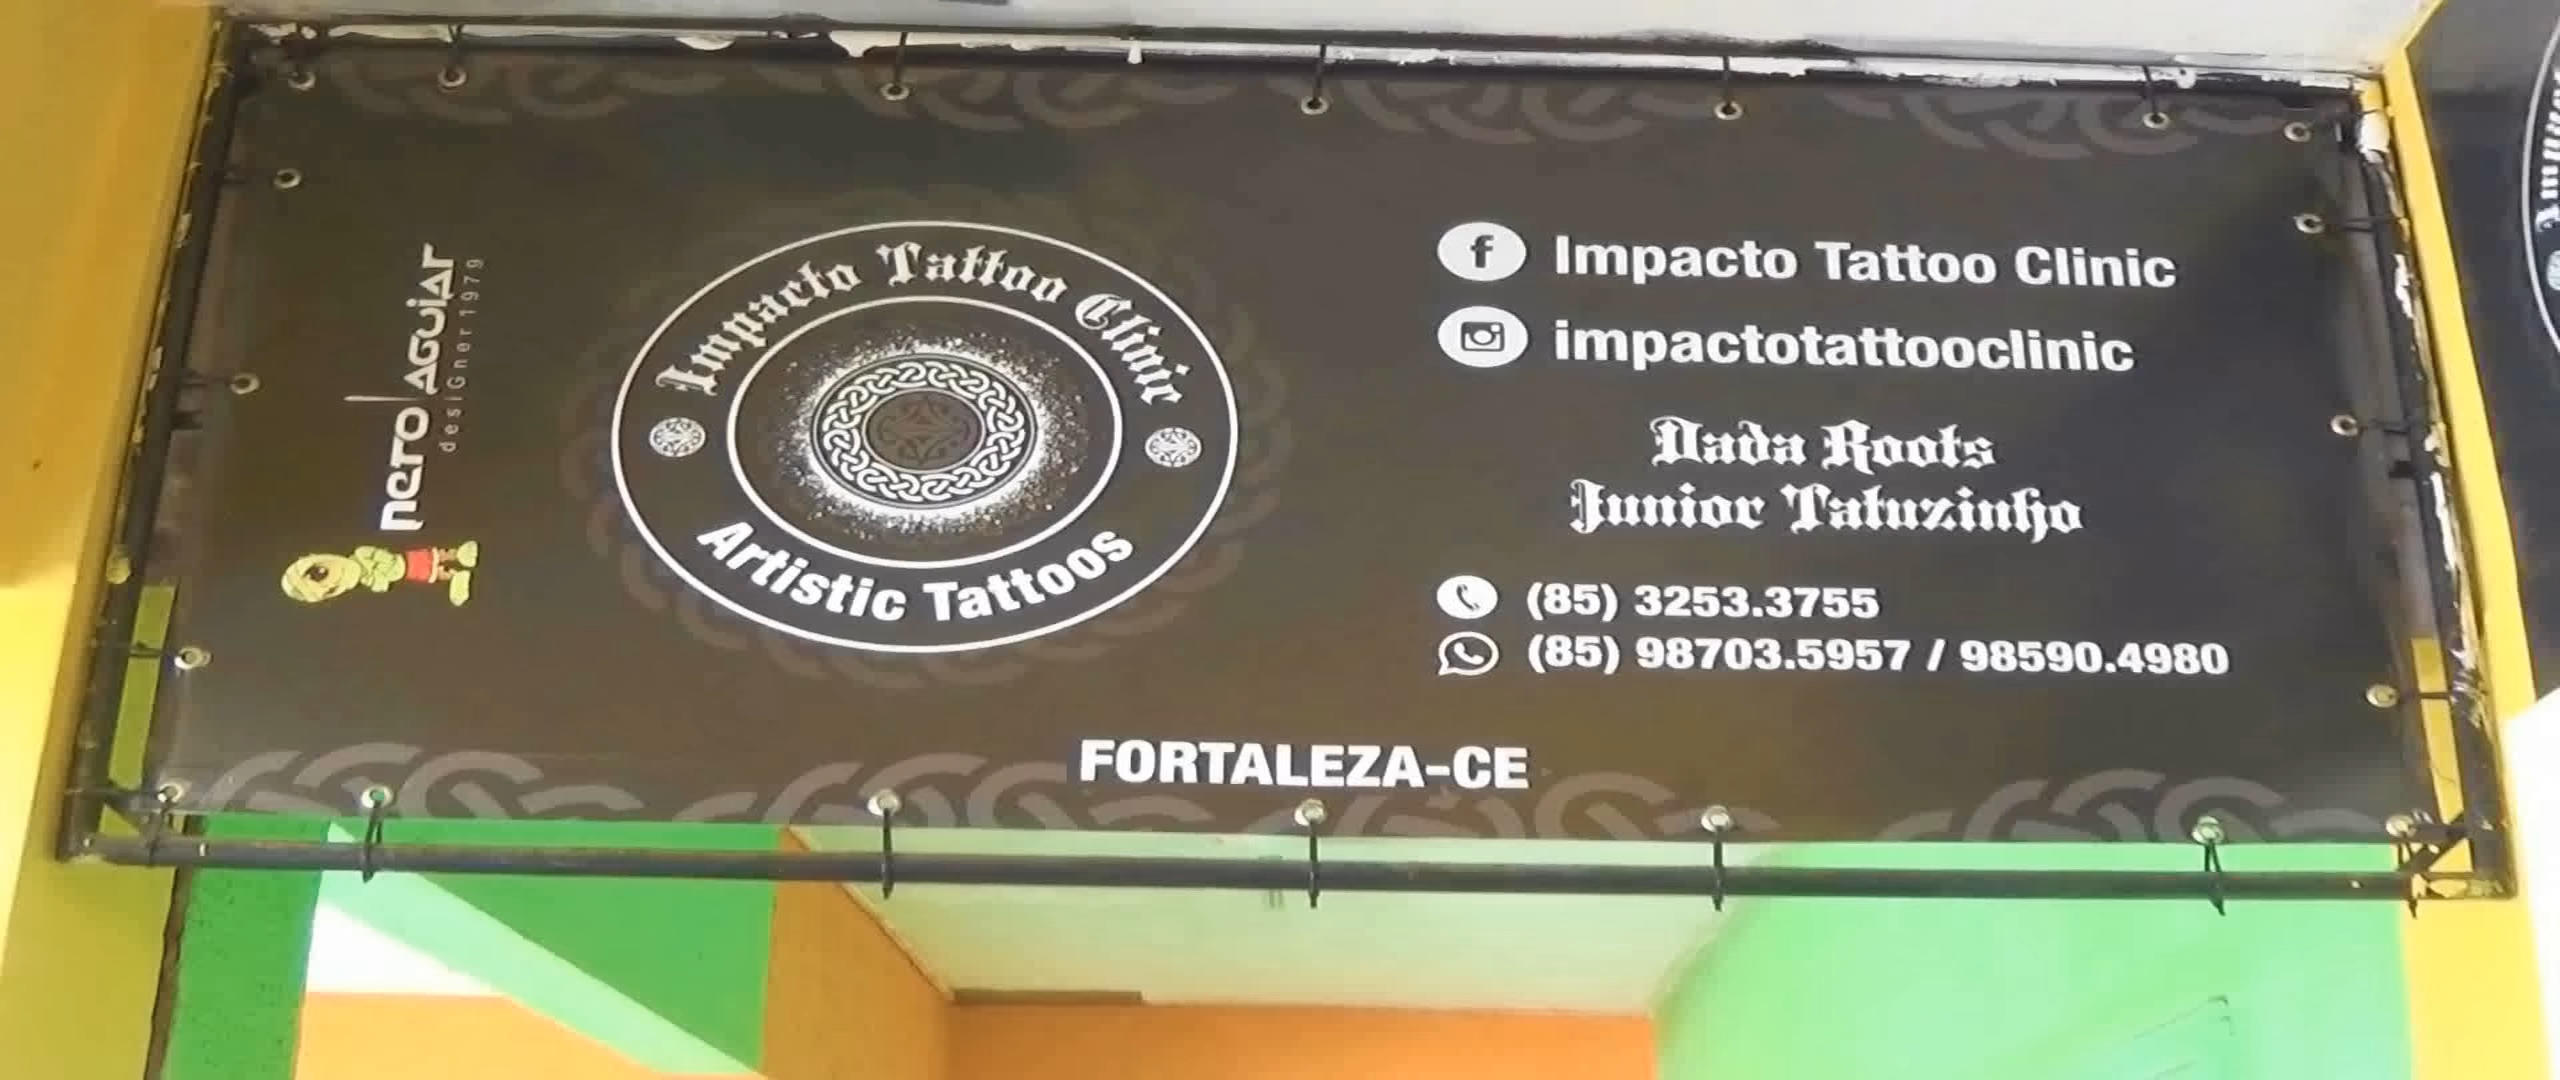 neto AGUiAr
desiGner 1979
Impacto Tattoo Clinic
Artistic Tattoos
f Impacto Tattoo Clinic
impactotattooclinic
Dada Roots
Junior Tatuzinho
(85) 3253.3755
(85) 98703.5957 / 98590.4980
FORTALEZA-CE